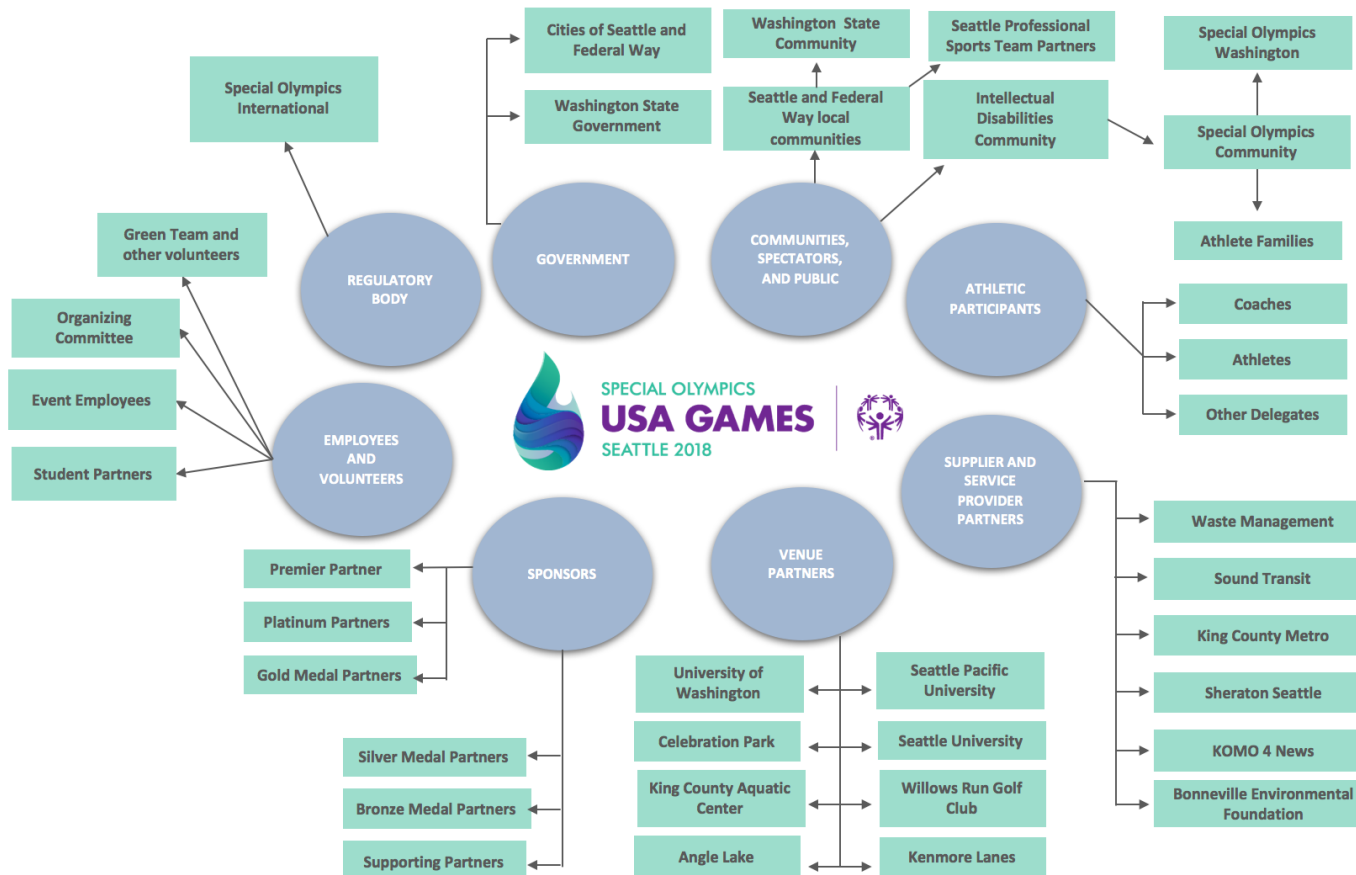 Cities of Seattle and
Federal Way
Washington State
Community
Seattle Professional
Sports Team Partners
Special Olympics
Washington
Special Olympics
International
Washington State
Government
Seattle and Federal
Way local
communities
Intellectual
Disabilities
Community
Special Olympics
Community
Green Team and
other volunteers
REGULATORY
BODY
GOVERNMENT
COMMUNITIES,
SPECTATORS,
AND PUBLIC
ATHLETIC
PARTICIPANTS
Athlete Families
Organizing
Committee
Event Employees
Student Partners
EMPLOYEES
AND
VOLUNTEERS
SPECIAL OLYMPICS
USA GAMES
SEATTLE 2018
®
Coaches
Athletes
Other Delegates
SUPPLIER AND
SERVICE
PROVIDER
PARTNERS
Premier Partner
Platinum Partners
Gold Medal Partners
SPONSORS
VENUE
PARTNERS
Waste Management
Sound Transit
King County Metro
Sheraton Seattle
KOMO 4 News
Bonneville Environmental
Foundation
Silver Medal Partners
Bronze Medal Partners
Supporting Partners
University of
Washington
Seattle Pacific
University
Celebration Park
Seattle University
King County Aquatic
Center
Willows Run Golf
Club
Angle Lake
Kenmore Lanes